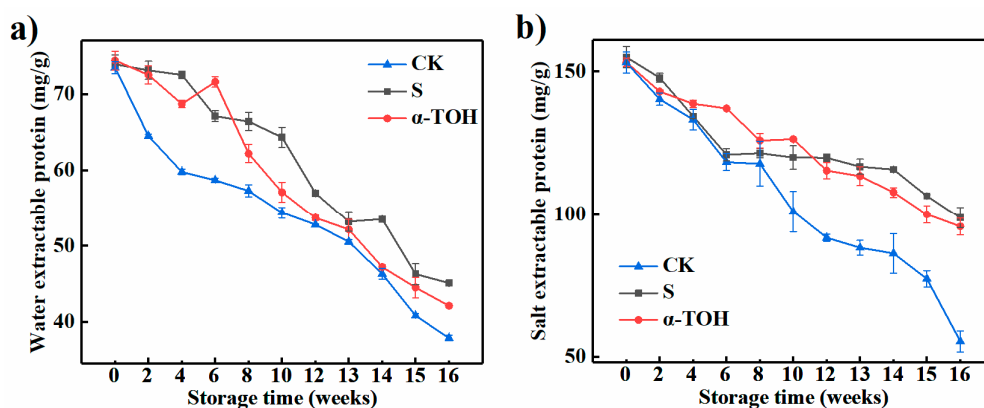 a)
Water extractable protein (mg/g)
70
60
50
40
CK
S
α-TOH
0 2 4 6 8 10 12 13 14 15 16
Storage time (weeks)
b)
Salt extractable protein (mg/g)
150
100
50
CK
S
α-TOH
0 2 4 6 8 10 12 13 14 15 16
Storage time (weeks)